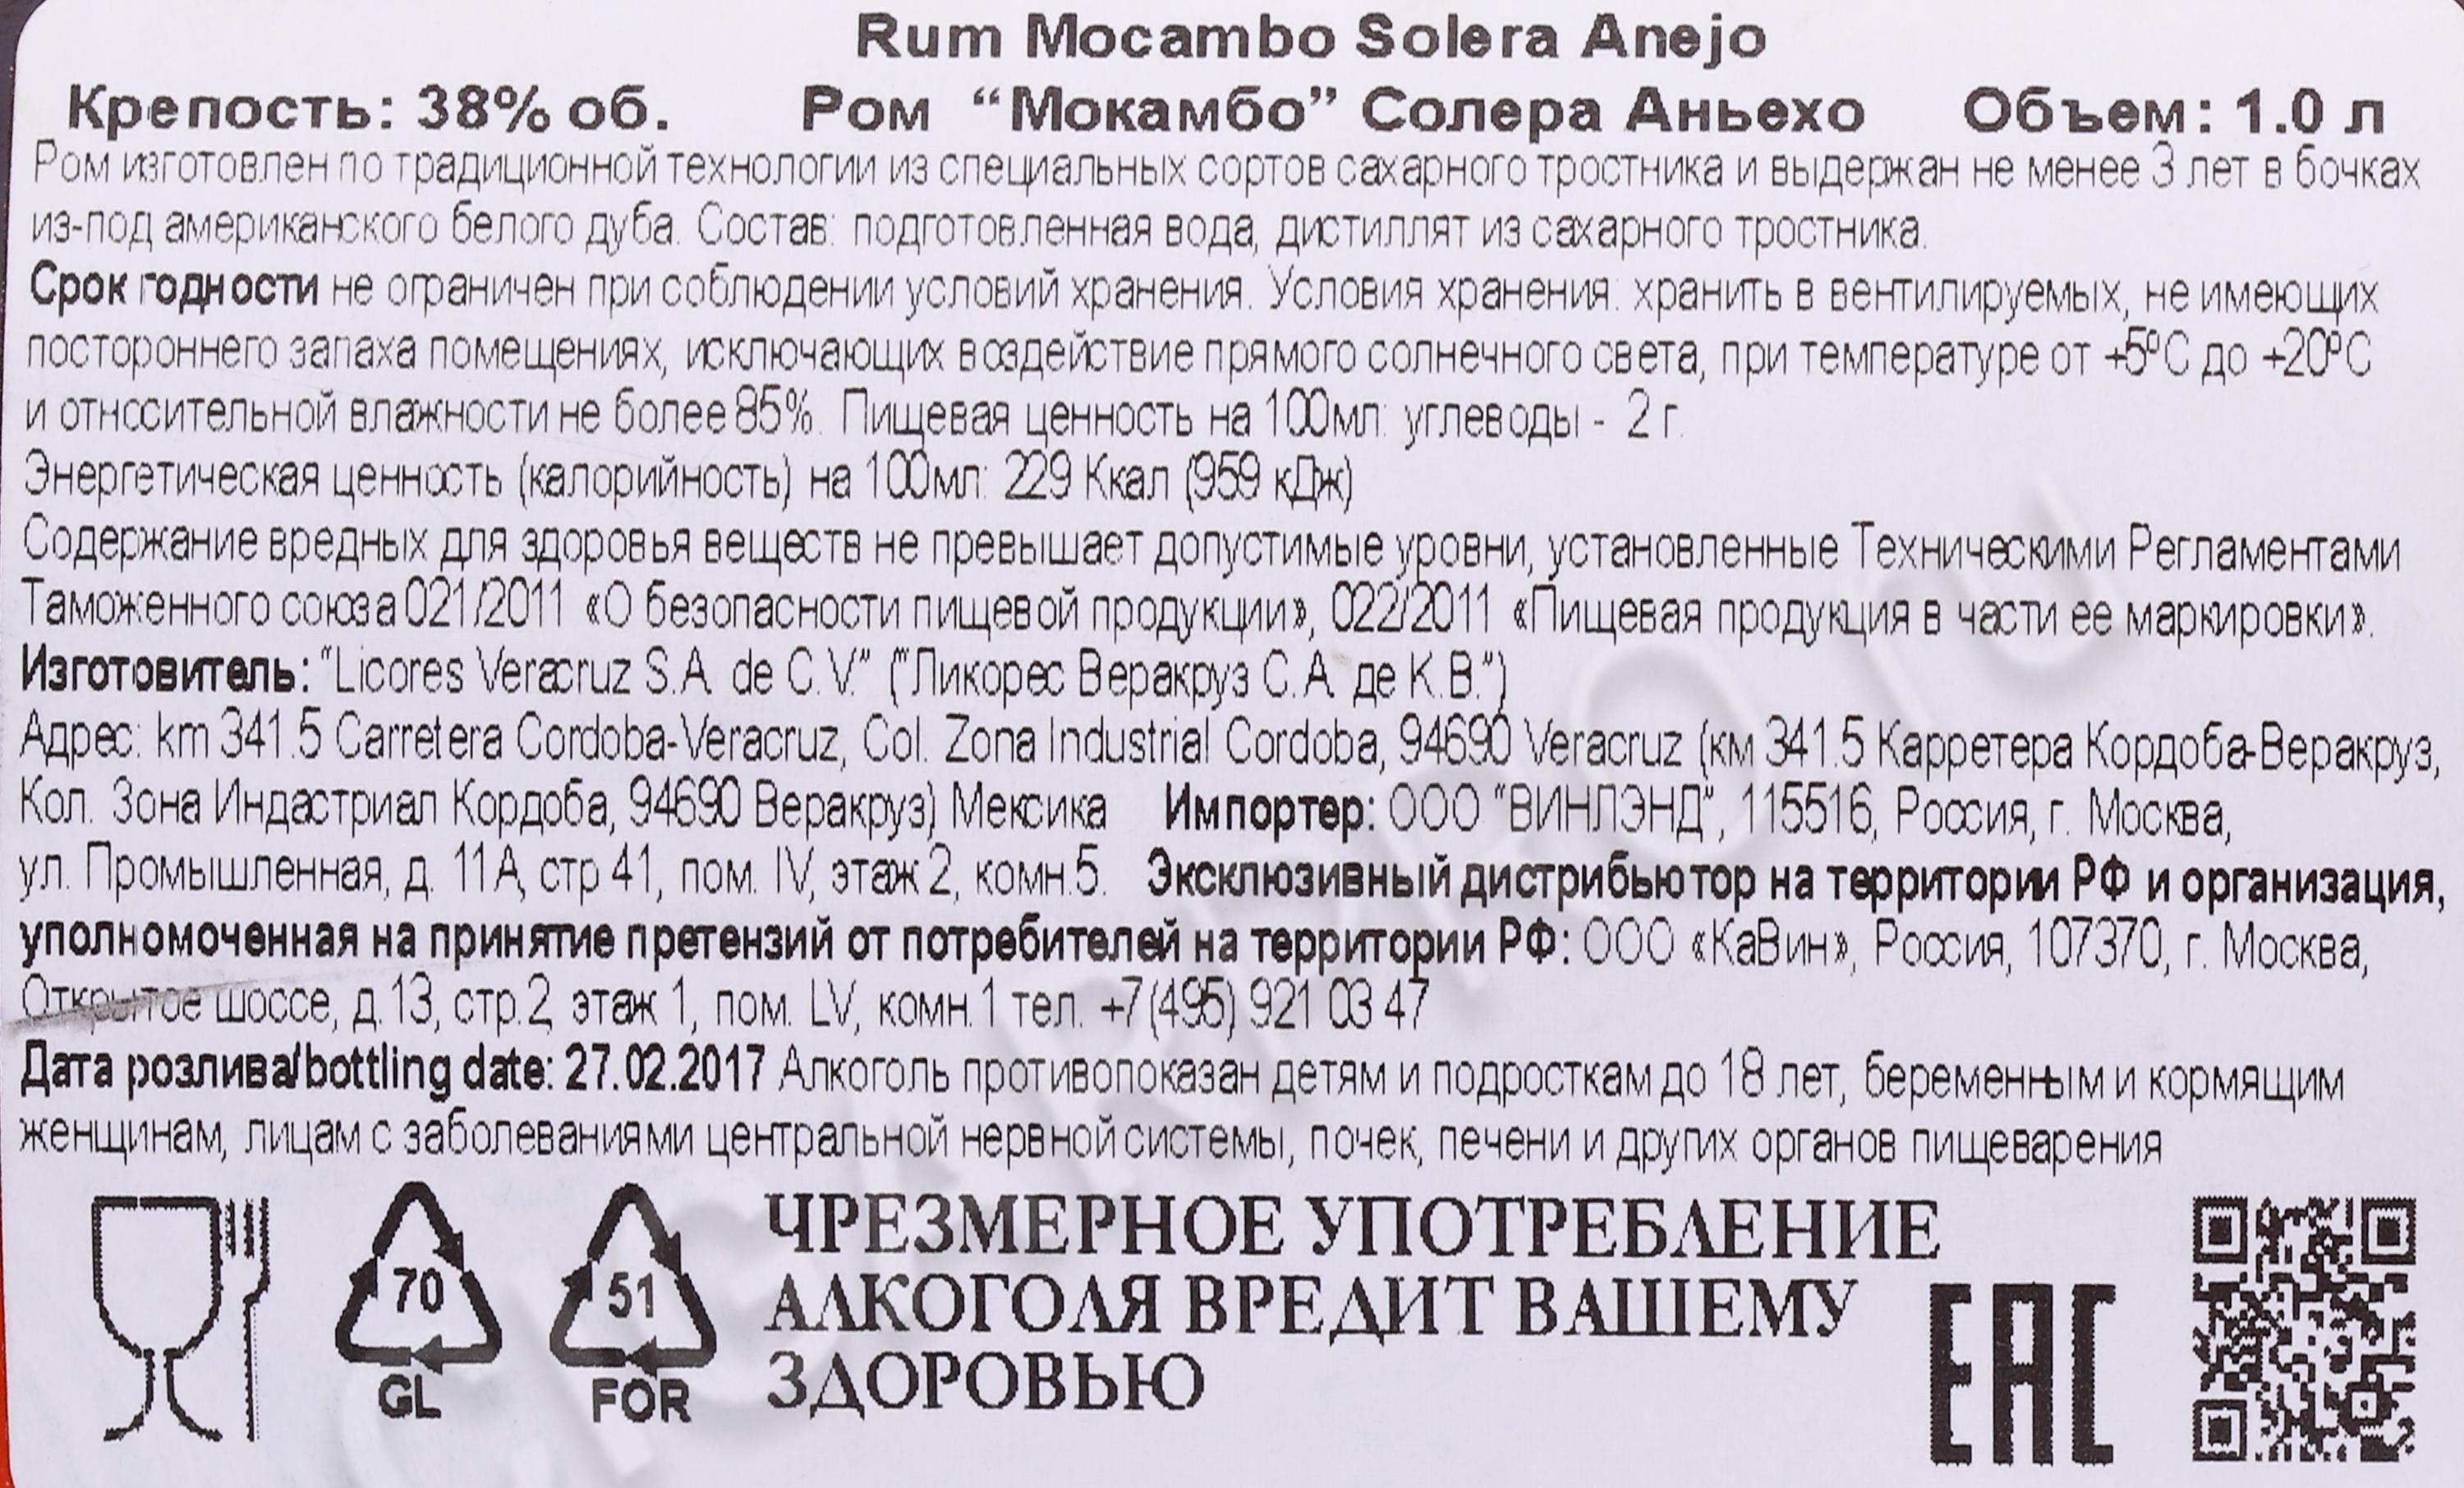 Rum Mocambo Solera Anejo
Крепость: 38% об. Ром “Мокамбо” Солера Аньехо Объем: 1.0 л
Ром изготовлен по традиционной технологии из специальных сортов сахарного тростника и выдержан не менее 3 лет в бочках
из-под американского белого дуба. Состав: подготовленная вода, дистиллят из сахарного тростника.
Срок годности не ограничен при соблюдении условий хранения. Условия хранения: хранить в вентилируемых, не имеющих
постороннего запаха помещениях, исключающих воздействие прямого солнечного света, при температуре от +5ºС до +20ºС
и относительной влажности не более 85%. Пищевая ценность на 100мл: углеводы - 2 г.
Энергетическая ценность (калорийность) на 100мл: 229 Ккал (959 кДж)
Содержание вредных для здоровья веществ не превышает допустимые уровни, установленные Техническими Регламентами
Таможенного союза 021/2011 «О безопасности пищевой продукции», 022/2011 «Пищевая продукция в части ее маркировки».
Изготовитель: "Licores Veracruz S.A. de C.V." ("Ликорес Веракруз С.А. де К.В.")
Адрес: km 341.5 Carretera Cordoba-Veracruz, Col. Zona Industrial Cordoba, 94690 Veracruz (км 341.5 Карретера Кордоба-Веракруз,
Кол. Зона Индастриал Кордоба, 94690 Веракруз) Мексика Импортер: ООО "ВИНЛЭНД", 115516, Россия, г. Москва,
ул. Промышленная, д. 11А, стр 41, пом. IV, этаж 2, комн.5. Эксклюзивный дистрибьютор на территории РФ и организация,
уполномоченная на принятие претензий от потребителей на территории РФ: ООО «КаВин», Россия, 107370, г. Москва,
Открытое шоссе, д.13, стр.2, этаж 1, пом. LV, комн.1 тел. +7(495) 921 03 47
Дата розлива/bottling date: 27.02.2017 Алкоголь противопоказан детям и подросткам до 18 лет, беременным и кормящим
женщинам, лицам с заболеваниями центральной нервной системы, почек, печени и других органов пищеварения
ЧРЕЗМЕРНОЕ УПОТРЕБЛЕНИЕ
АЛКОГОЛЯ ВРЕДИТ ВАШЕМУ
ЗДОРОВЬЮ
70
GL
51
FOR
EAC
CIGARPRO.ru